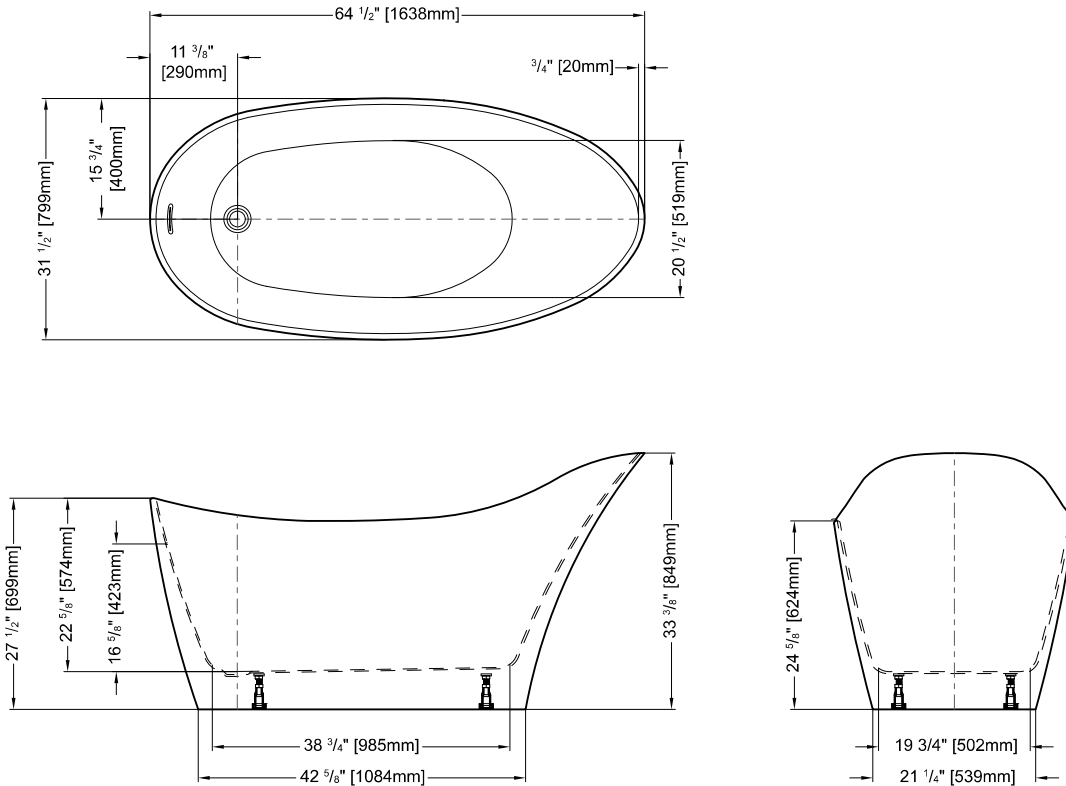 64 1/2" [1638mm]
11 3/8"
[290mm]
3/4" [20mm]
15 3/4"
[400mm]
31 1/2" [799mm]
20 1/2" [519mm]
27 1/2" [699mm]
22 5/8" [574mm]
16 5/8" [423mm]
33 3/8" [849mm]
24 5/8" [624mm]
38 3/4" [985mm]
42 5/8" [1084mm]
19 3/4" [502mm]
21 1/4" [539mm]